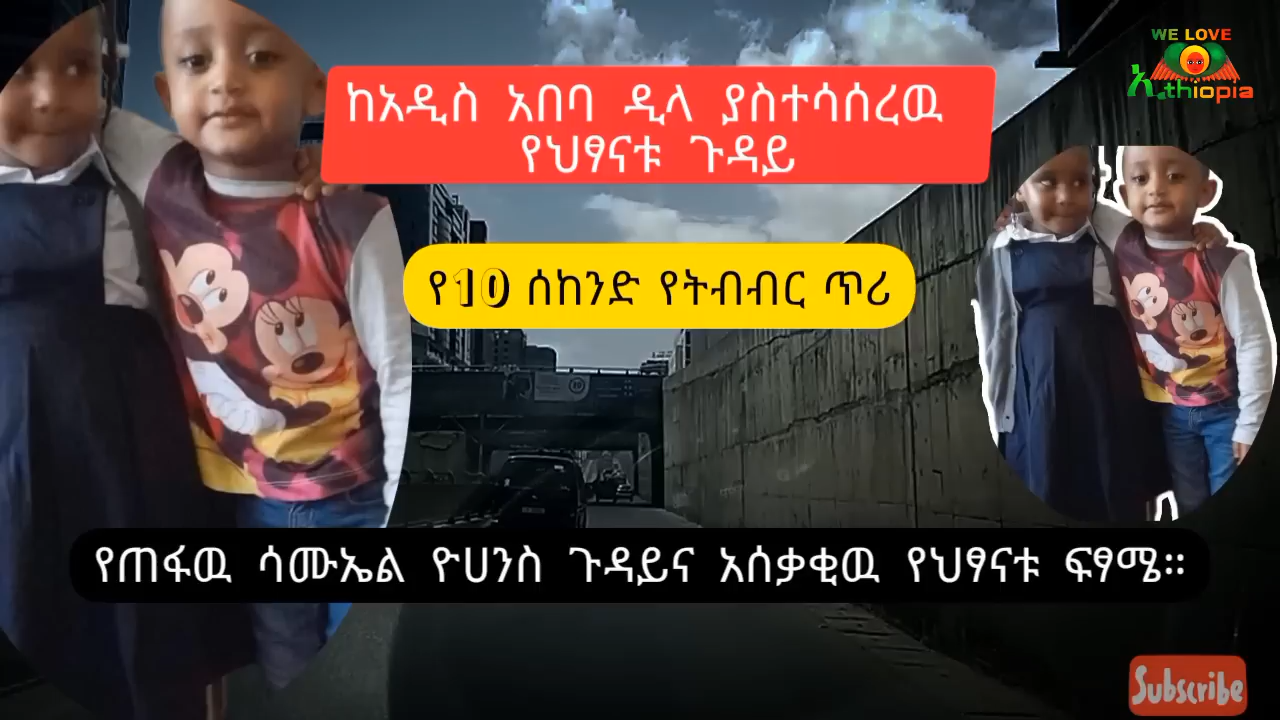 WE LOVE
ኢthiopia
ከአዲስ አበባ ዲላ ያስተሳሰረዉ
የህፃናቱ ጉዳይ
የ10 ሰከንድ የትብብር ጥሪ
የጠፋዉ ሳሙኤል ዮሀንስ ጉዳይና አሰቃቂዉ የህፃናቱ ፍፃሜ።
Subscribe